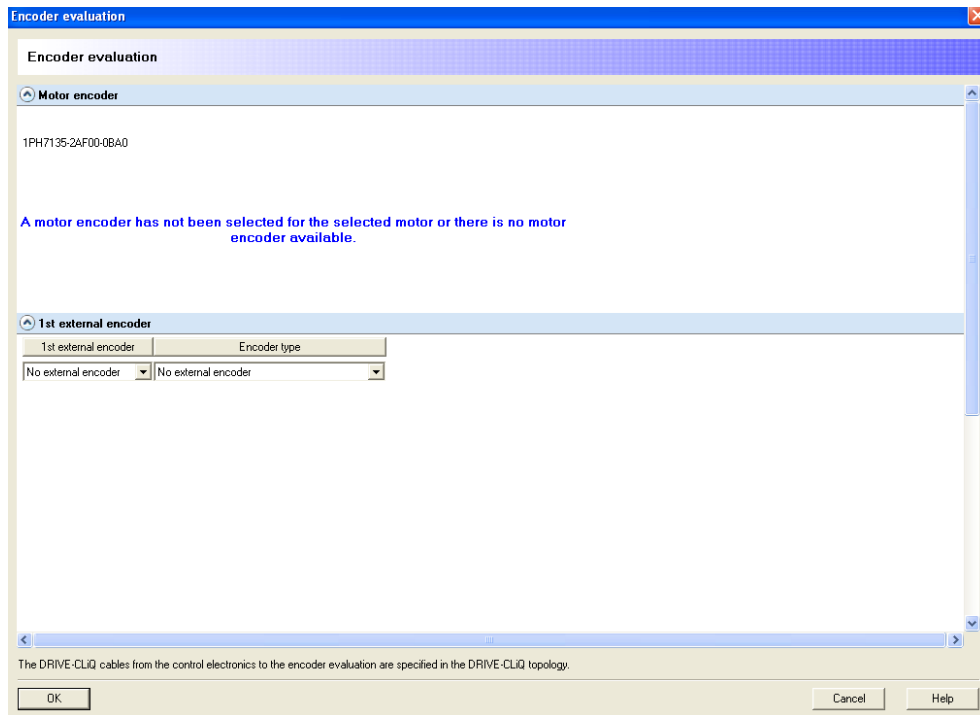 Encoder evaluation
Encoder evaluation
Motor encoder
1PH7135-2AF00-0BA0
A motor encoder has not been selected for the selected motor or there is no motor
encoder available.
1st external encoder
1st external encoder Encoder type
No external encoder No external encoder
The DRIVE-CLiQ cables from the control electronics to the encoder evaluation are specified in the DRIVE-CLiQ topology.
OK Cancel Help